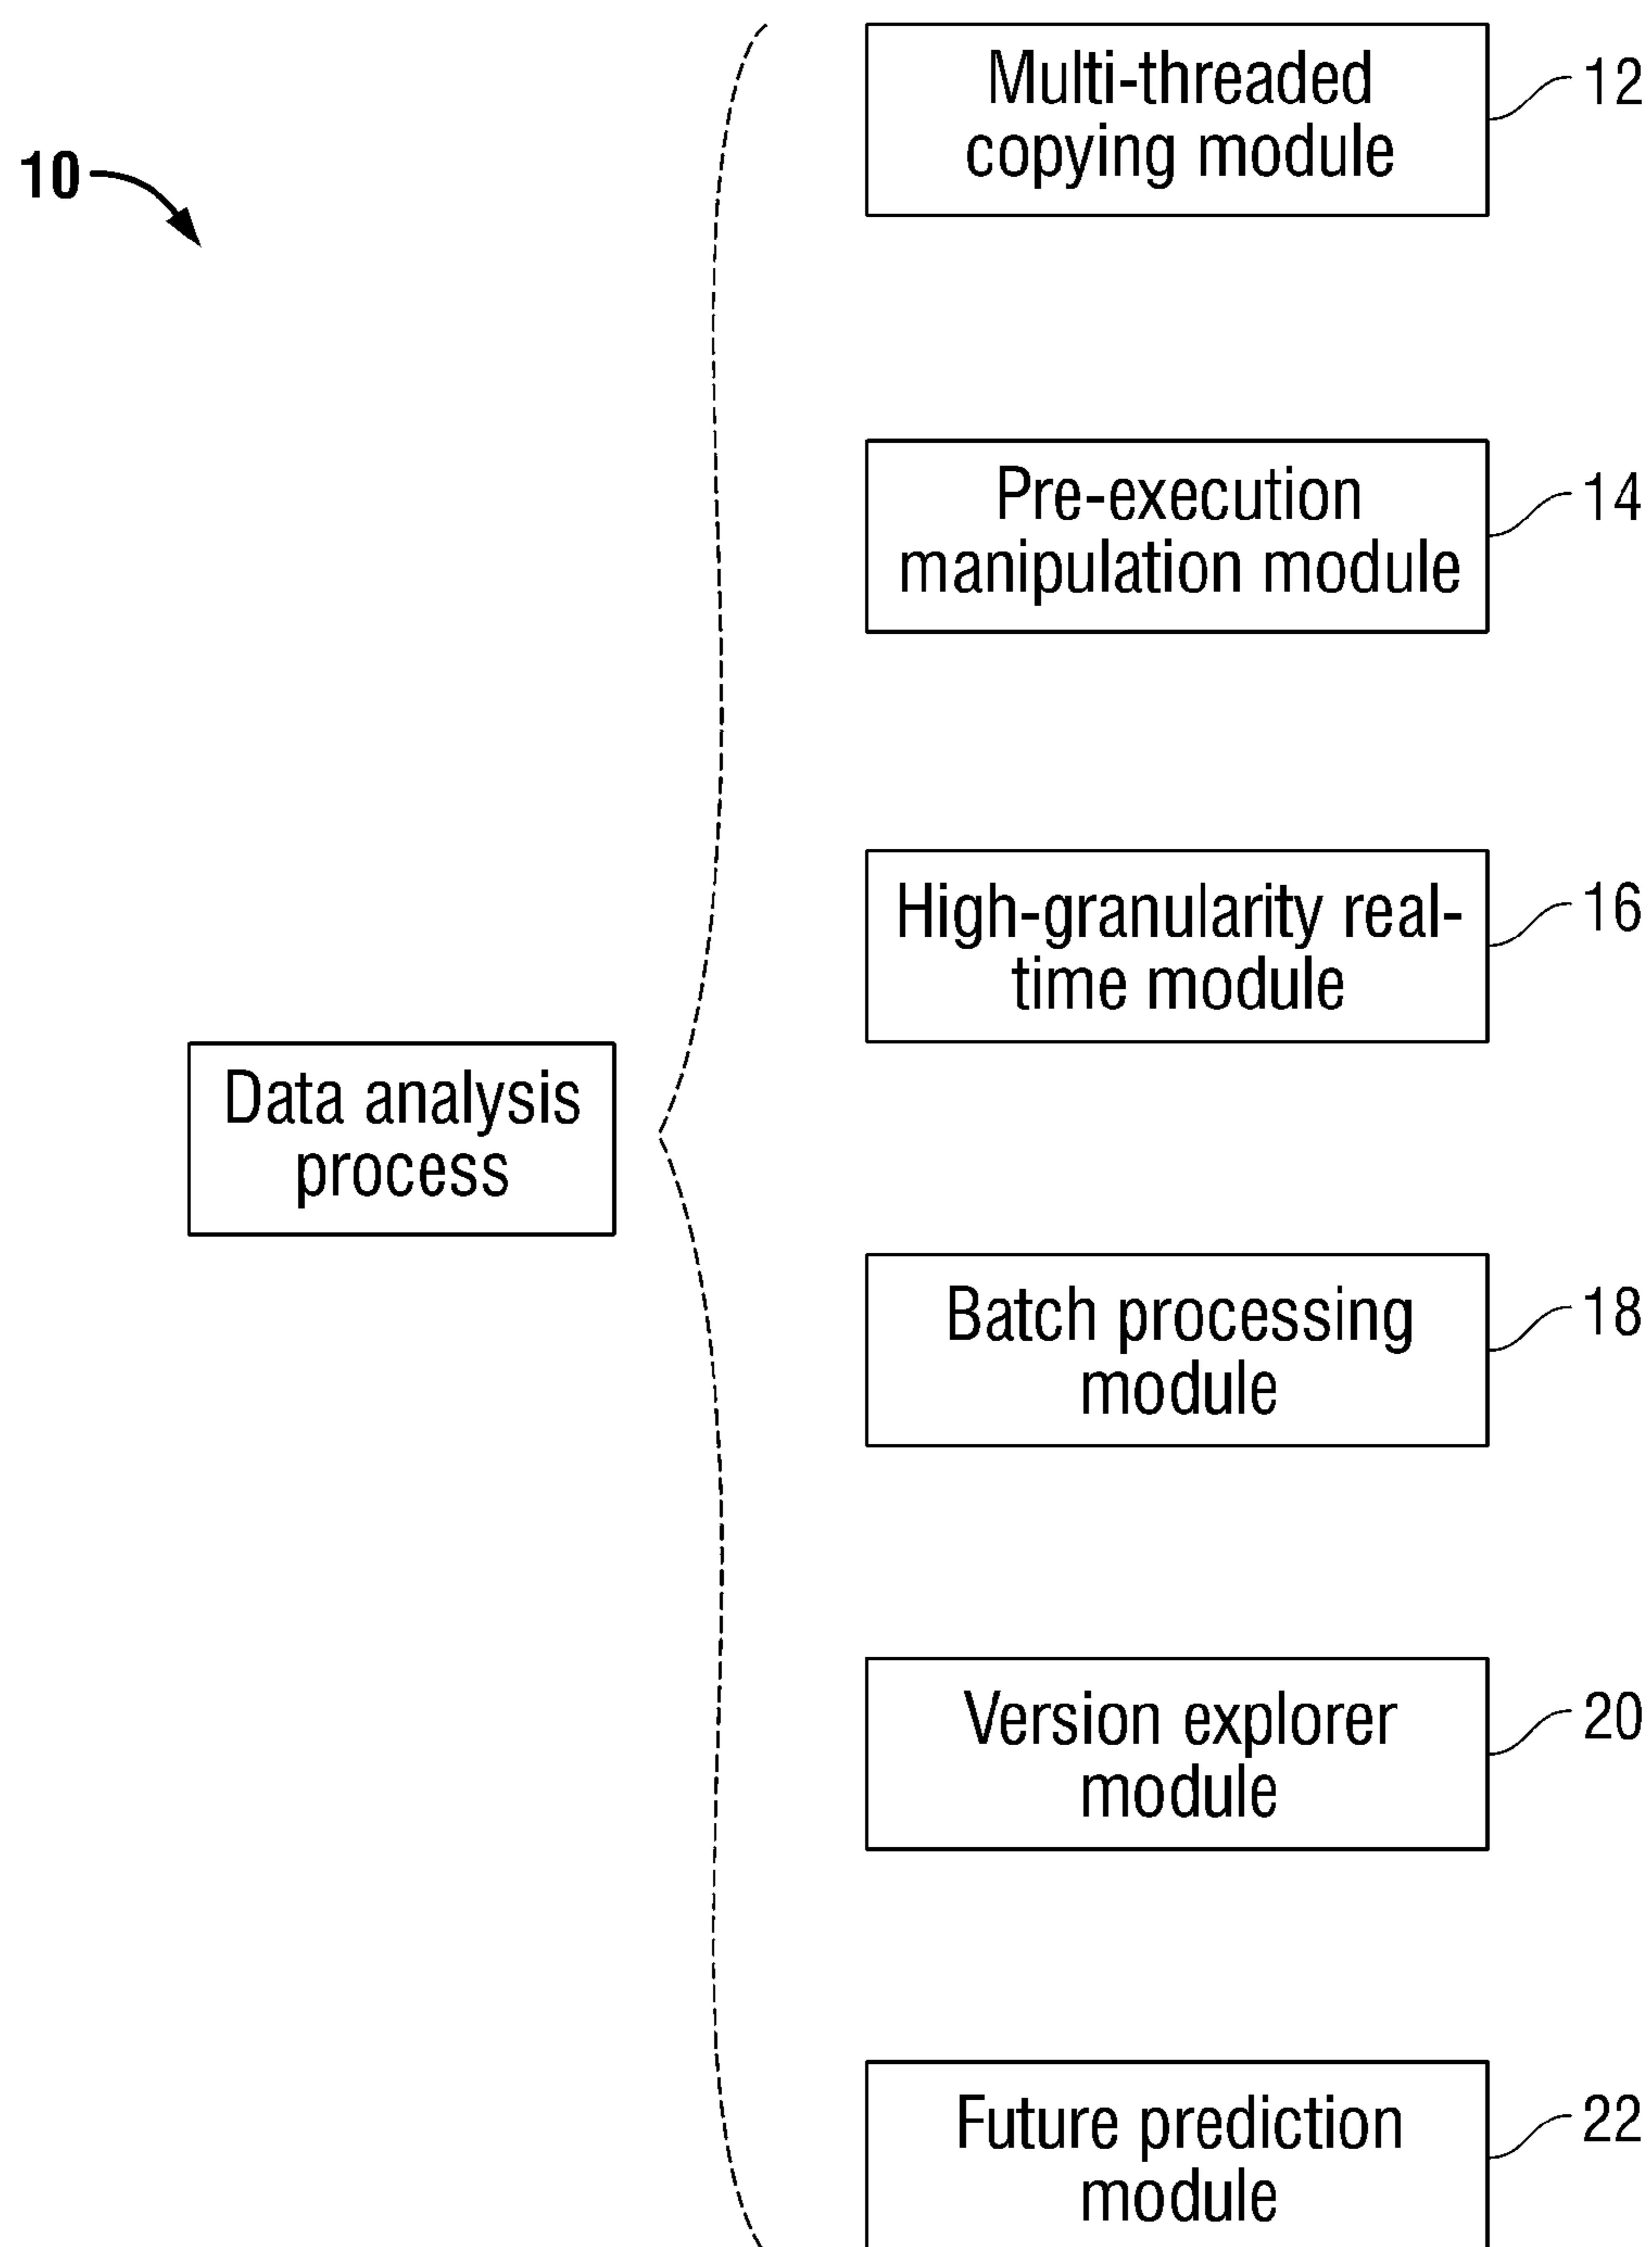 10
Multi-threaded
copying module
12
Pre-execution
manipulation module
14
High-granularity real-
time module
16
Data analysis
process
Batch processing
module
18
Version explorer
module
20
Future prediction
module
22